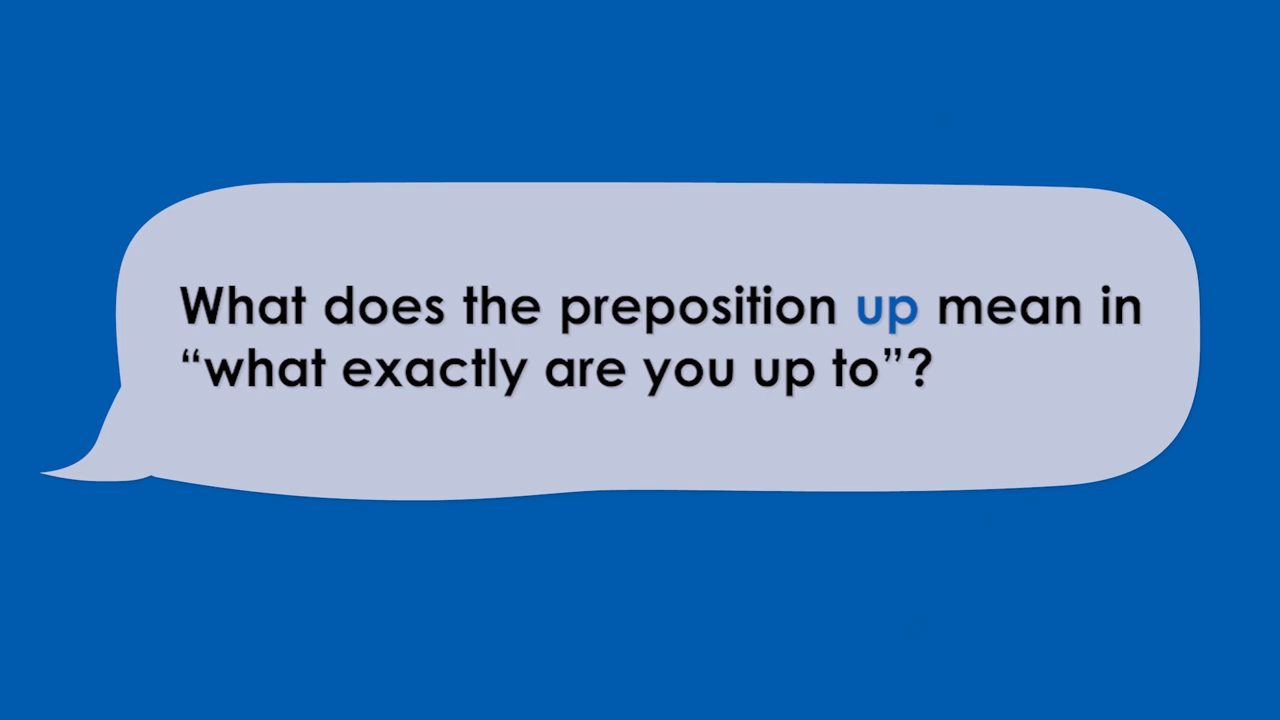 What does the preposition up mean in
“what exactly are you up to”?